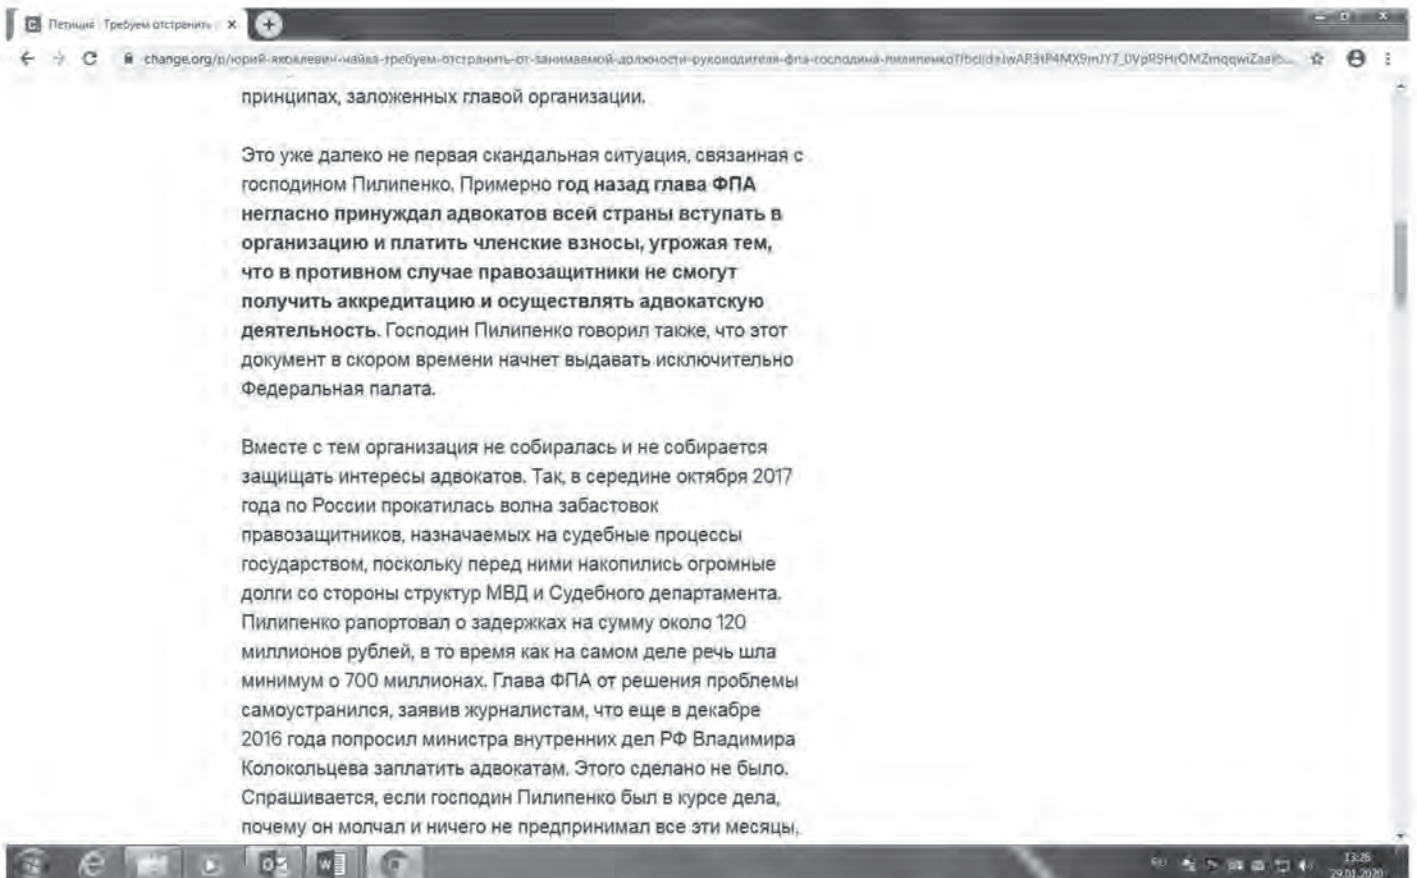 Петиция · Требуем отстранить
change.org/p/юрий-яковлевич-чайка-требуем-отстранить-от-занимаемой-должности-руководителя-фпа-господина-пилипенко
принципах, заложенных главой организации.
Это уже далеко не первая скандальная ситуация, связанная с
господином Пилипенко. Примерно год назад глава ФПА
негласно принуждал адвокатов всей страны вступать в
организацию и платить членские взносы, угрожая тем,
что в противном случае правозащитники не смогут
получить аккредитацию и осуществлять адвокатскую
деятельность. Господин Пилипенко говорил также, что этот
документ в скором времени начнет выдавать исключительно
Федеральная палата.
Вместе с тем организация не собиралась и не собирается
защищать интересы адвокатов. Так, в середине октября 2017
года по России прокатилась волна забастовок
правозащитников, назначаемых на судебные процессы
государством, поскольку перед ними накопились огромные
долги со стороны структур МВД и Судебного департамента.
Пилипенко рапортовал о задержках на сумму около 120
миллионов рублей, в то время как на самом деле речь шла
минимум о 700 миллионах. Глава ФПА от решения проблемы
самоустранился, заявив журналистам, что еще в декабре
2016 года попросил министра внутренних дел РФ Владимира
Колокольцева заплатить адвокатам. Этого сделано не было.
Спрашивается, если господин Пилипенко был в курсе дела,
почему он молчал и ничего не предпринимал все эти месяцы,
13:26
29.01.2020